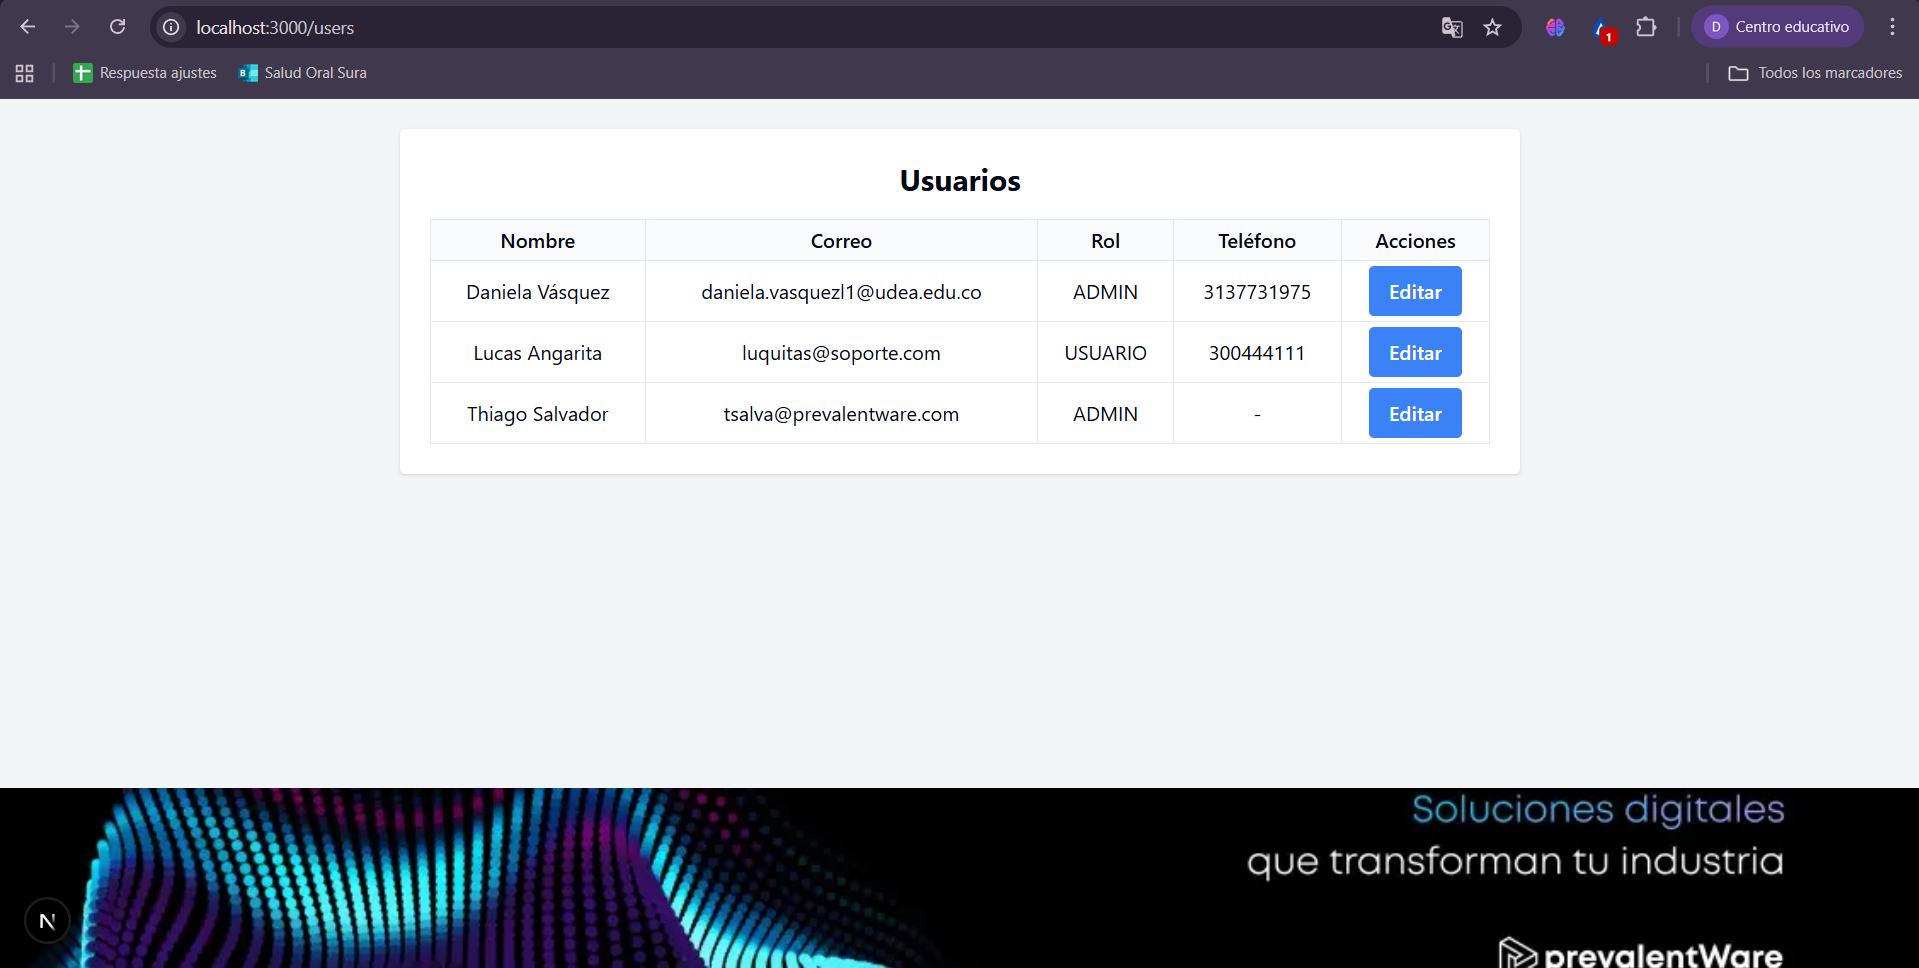 localhost:3000/users
1
D Centro educativo
Respuesta ajustes
B Salud Oral Sura
Todos los marcadores
Usuarios
Nombre Correo Rol Teléfono Acciones
Daniela Vásquez daniela.vasquezl1@udea.edu.co ADMIN 3137731975 Editar
Lucas Angarita luquitas@soporte.com USUARIO 300444111 Editar
Thiago Salvador tsalva@prevalentware.com ADMIN - Editar
Soluciones digitales
que transforman tu industria
N
prevalentWare